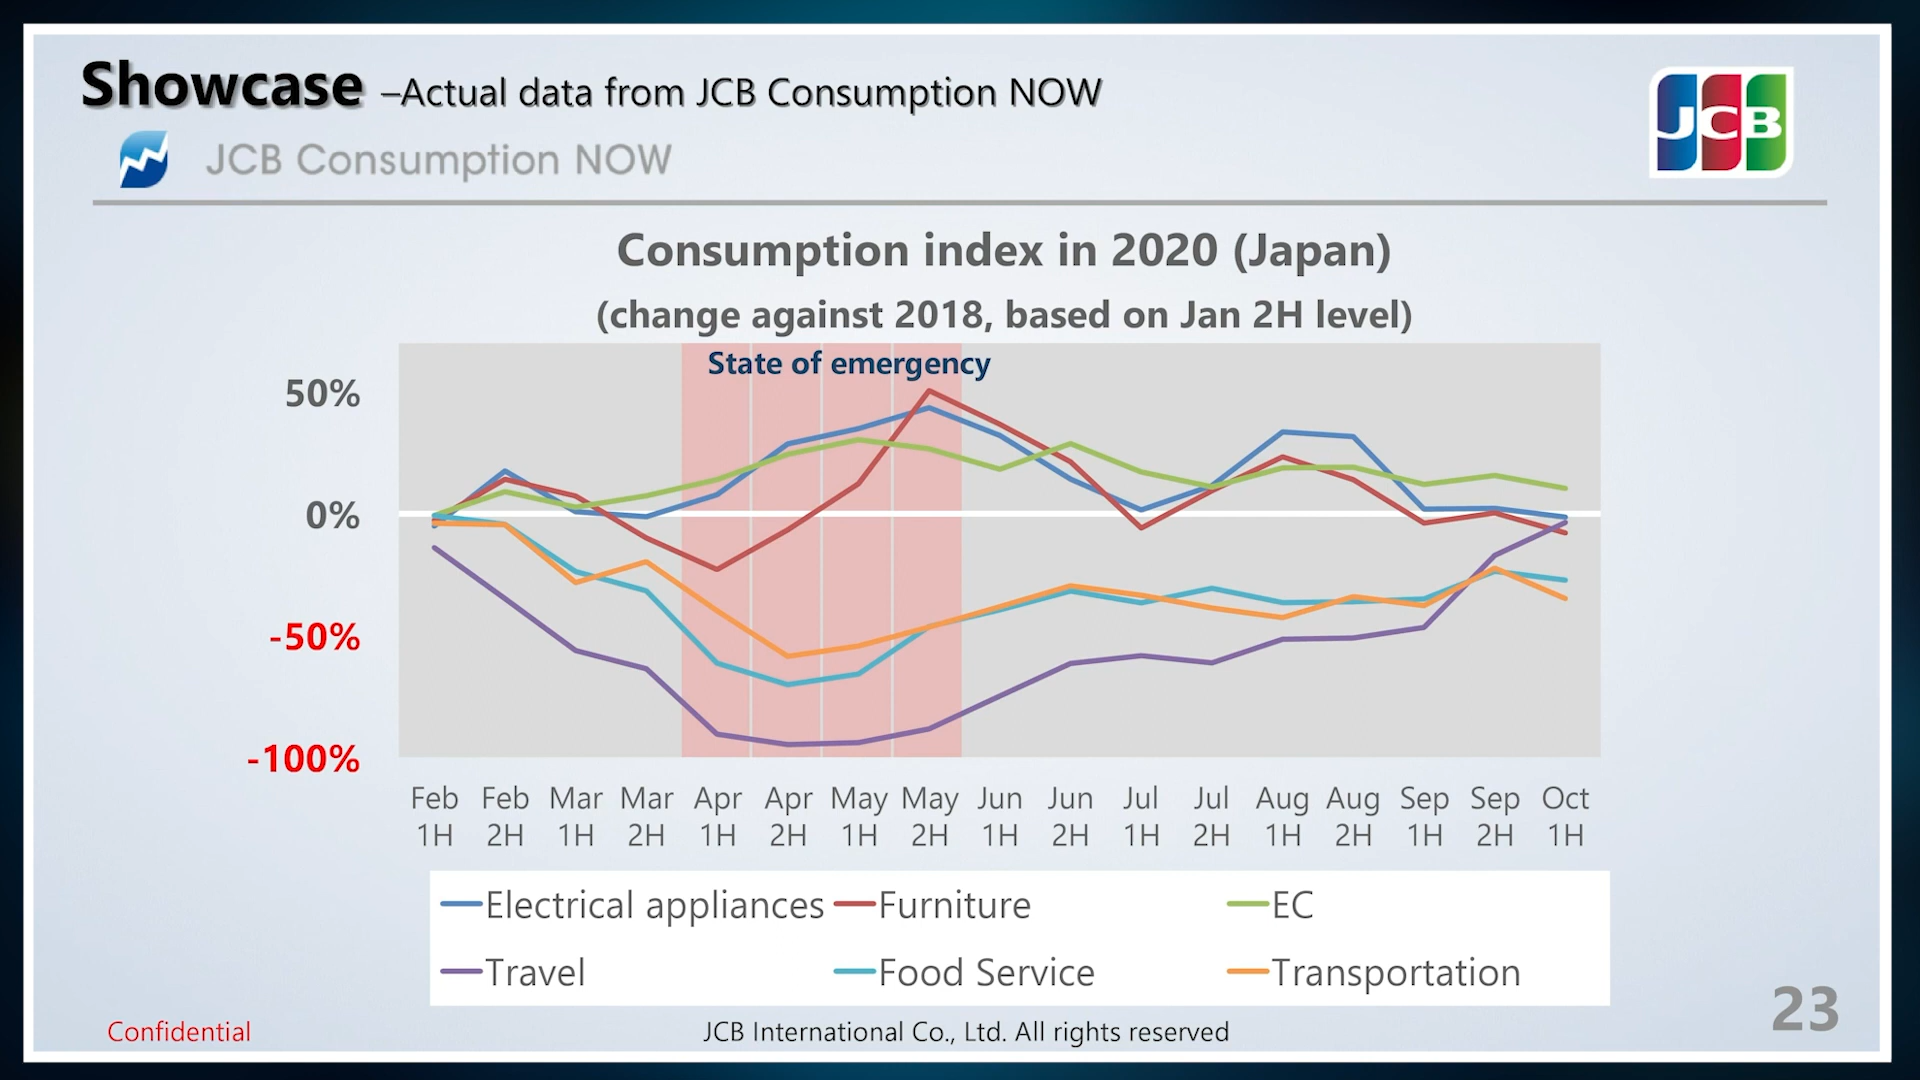 Showcase –Actual data from JCB Consumption NOW
JCB Consumption NOW
JCB
Consumption index in 2020 (Japan)
(change against 2018, based on Jan 2H level)
State of emergency
50%
0%
-50%
-100%
Feb Feb Mar Mar Apr Apr May May Jun Jun Jul Jul Aug Aug Sep Sep Oct
1H 2H 1H 2H 1H 2H 1H 2H 1H 2H 1H 2H 1H 2H 1H 2H 1H
Electrical appliances Furniture EC
Travel Food Service Transportation
23
Confidential JCB International Co., Ltd. All rights reserved